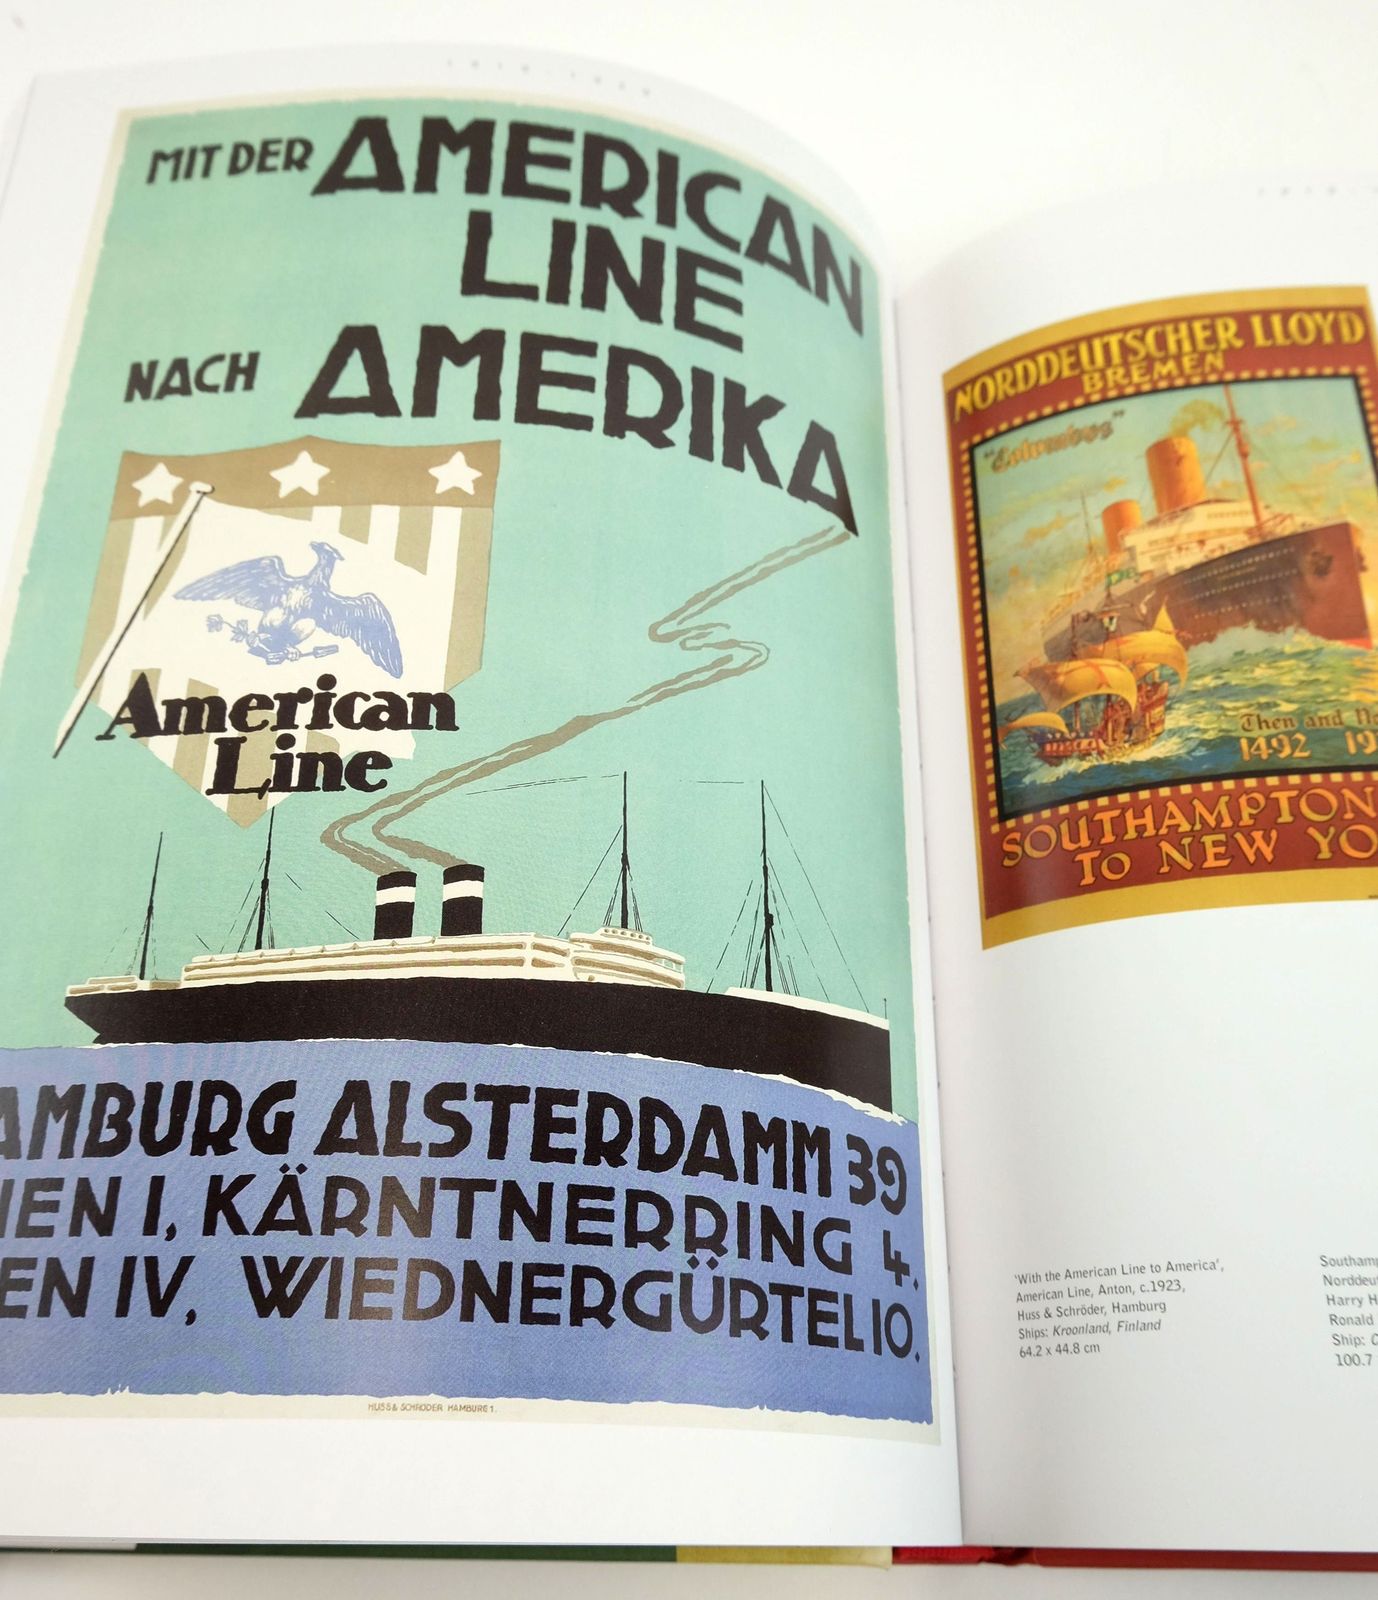 MIT DER AMERICAN
LINE
NACH AMERIKA
American
Line
AMBURG ALSTERDAMM 39
IEN I, KÄRNTNERRING 4.
EN IV, WIEDNERGÜRTEL 10.
HUSS & SCHRÖDER HAMBURG 1.
NORDDEUTSCHER LLOYD
BREMEN
"Columbus"
Then and No
1492 19
SOUTHAMPTON
TO NEW YO
'With the American Line to America',
American Line, Anton, c.1923,
Huss & Schröder, Hamburg
Ships: Kroonland, Finland
64.2 x 44.8 cm
Southamp
Norddeut
Harry H
Ronald
Ship: C
100.7